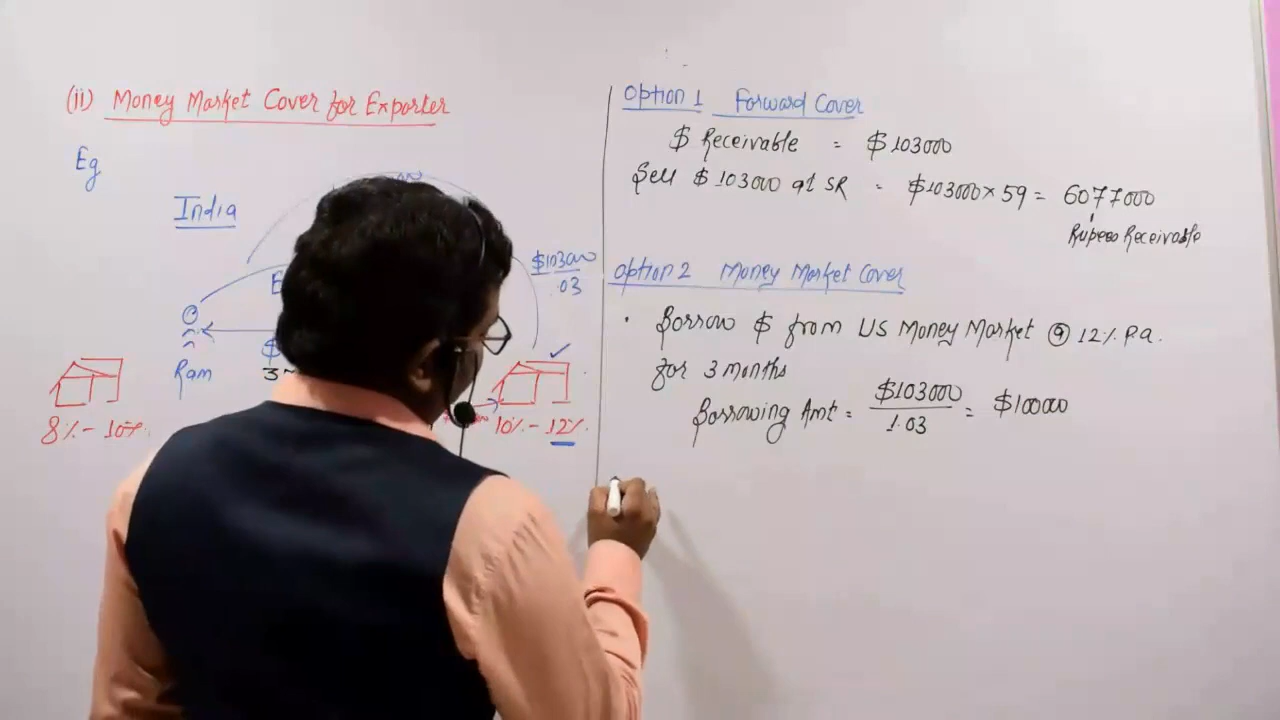 (ii) Money Market Cover for Exporter
Eg
India
$103000
.03
Ram
3
8% - 10%
10% - 12%
Option 1 Forward Cover
$ Receivable = $103000
Sell $103000 at SR = $103000 × 59 = 6077000
Rupees Receivable
Option 2 Money Market Cover
• Borrow $ from US Money Market @ 12% P.a.
for 3 months
Borrowing Amt = $103000 / 1.03 = $100000